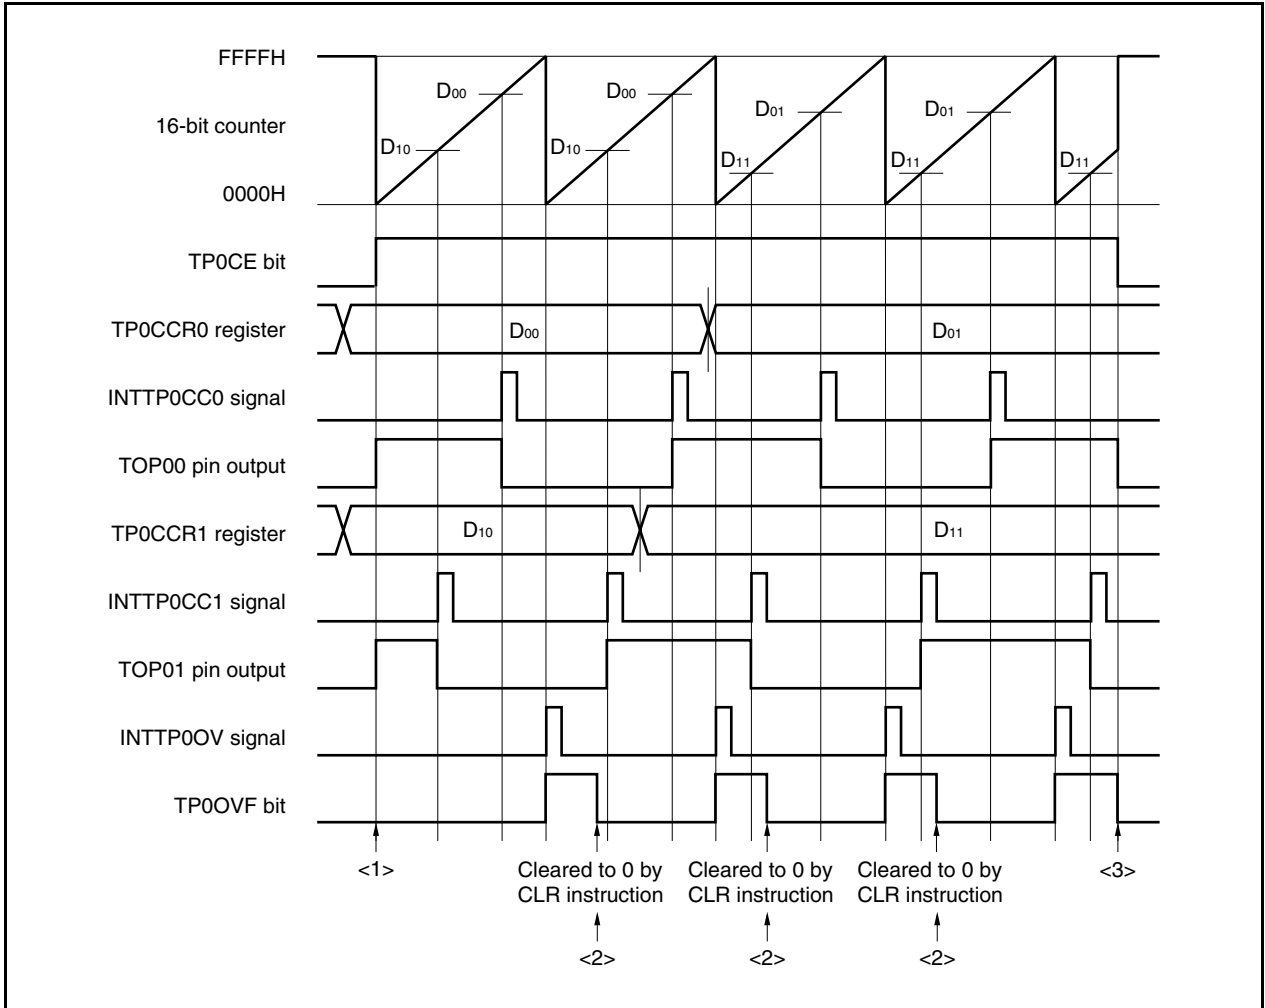 FFFFH
D00
D00
D01
D01
16-bit counter
D10
D10
D11
D11
D11
0000H
TP0CE bit
TP0CCR0 register
D00
D01
INTTP0CC0 signal
TOP00 pin output
TP0CCR1 register
D10
D11
INTTP0CC1 signal
TOP01 pin output
INTTP0OV signal
TP0OVF bit
<1>
Cleared to 0 by
CLR instruction
Cleared to 0 by
CLR instruction
Cleared to 0 by
CLR instruction
<3>
<2>
<2>
<2>